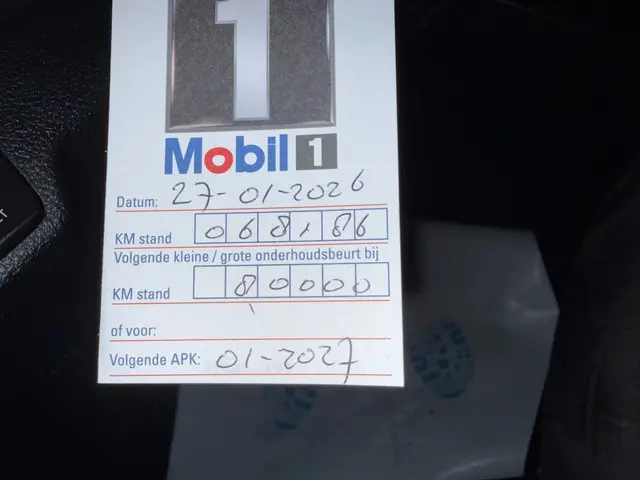 1
Mobil 1
Datum: 27-01-2026
KM stand 068186
Volgende kleine / grote onderhoudsbeurt bij
KM stand 80000
of voor:
Volgende APK: 01-2027